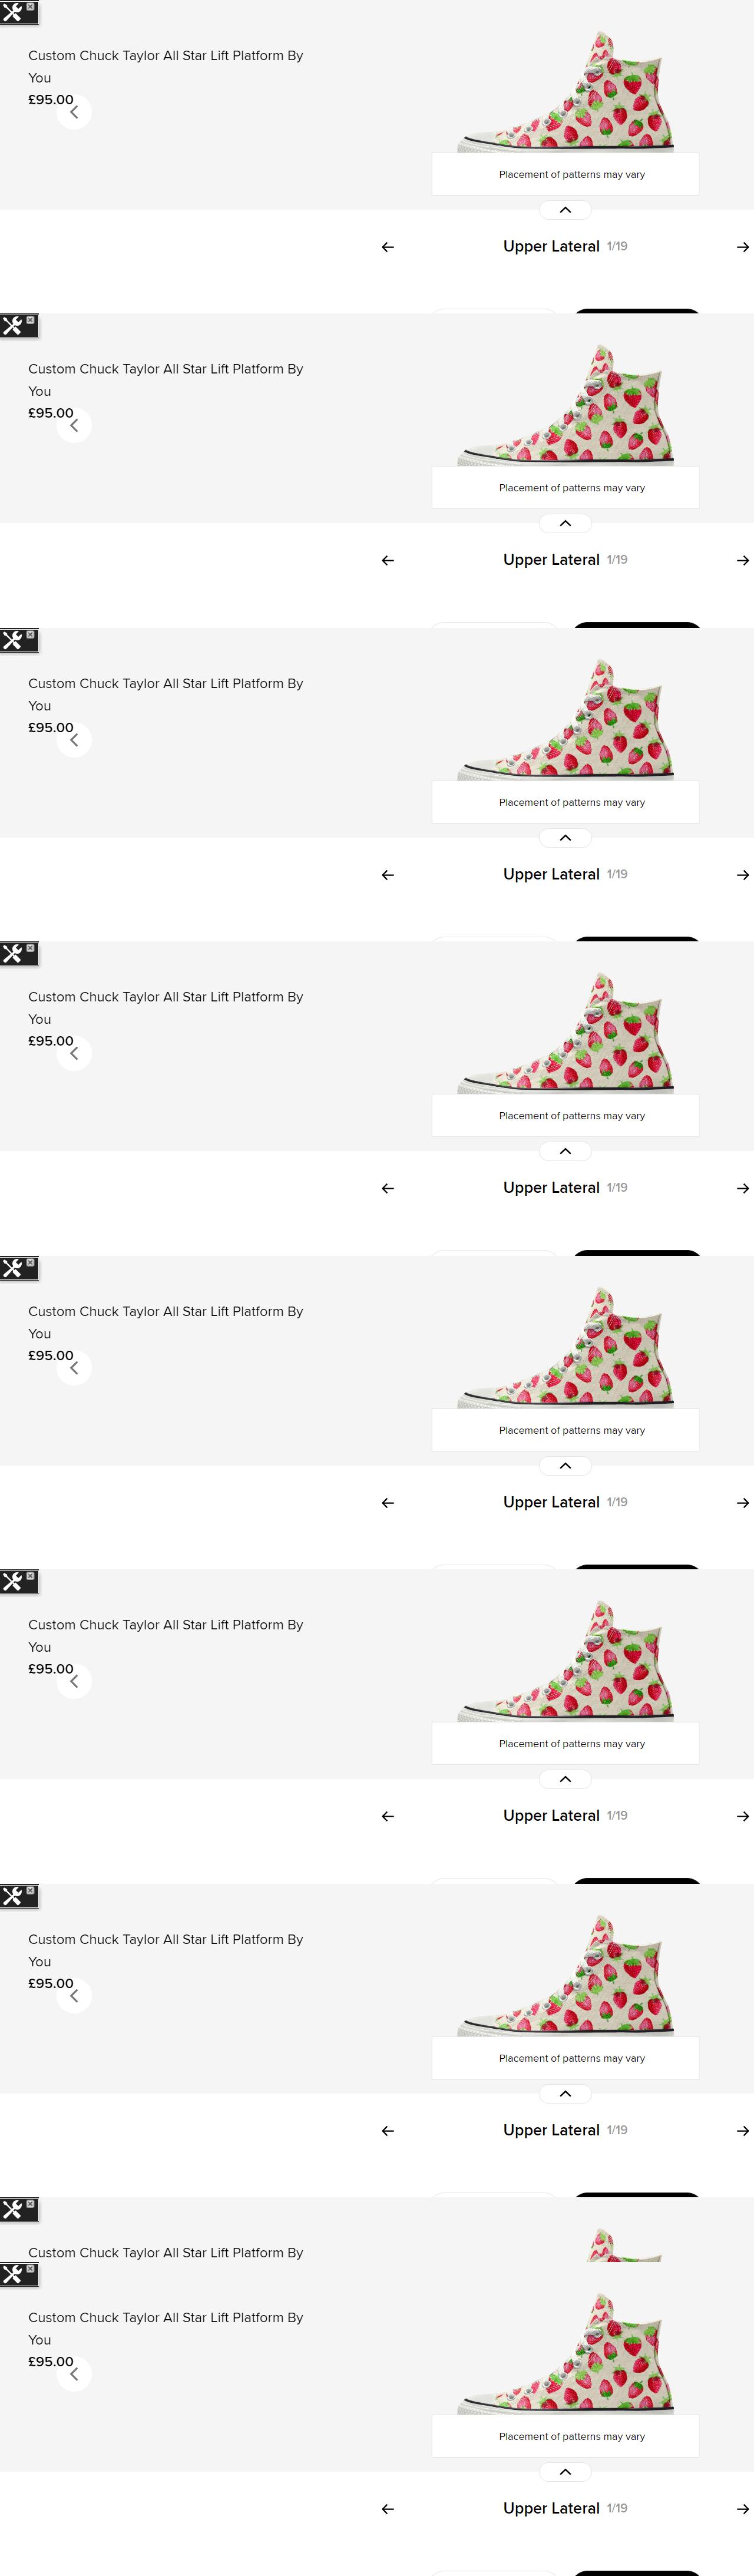 Custom Chuck Taylor All Star Lift Platform By
You
£95.00
Placement of patterns may vary
Upper Lateral 1/19
Custom Chuck Taylor All Star Lift Platform By
You
£95.00
Placement of patterns may vary
Upper Lateral 1/19
Custom Chuck Taylor All Star Lift Platform By
You
£95.00
Placement of patterns may vary
Upper Lateral 1/19
Custom Chuck Taylor All Star Lift Platform By
You
£95.00
Placement of patterns may vary
Upper Lateral 1/19
Custom Chuck Taylor All Star Lift Platform By
You
£95.00
Placement of patterns may vary
Upper Lateral 1/19
Custom Chuck Taylor All Star Lift Platform By
You
£95.00
Placement of patterns may vary
Upper Lateral 1/19
Custom Chuck Taylor All Star Lift Platform By
You
£95.00
Placement of patterns may vary
Upper Lateral 1/19
Custom Chuck Taylor All Star Lift Platform By
Custom Chuck Taylor All Star Lift Platform By
You
£95.00
Placement of patterns may vary
Upper Lateral 1/19